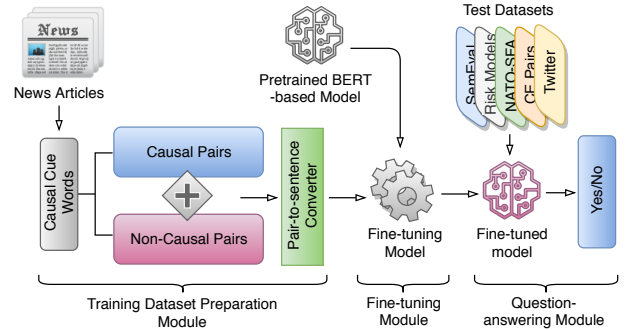 News
News Articles
Pretrained BERT
-based Model
Test Datasets
SemEval
Risk Models
NATO-SFA
CE Pairs
Twitter
Causal Cue
Words
Causal Pairs
Non-Causal Pairs
Pair-to-sentence
Converter
Fine-tuning
Model
Fine-tuned
model
Yes/No
Training Dataset Preparation
Module
Fine-tuning
Module
Question-
answering Module